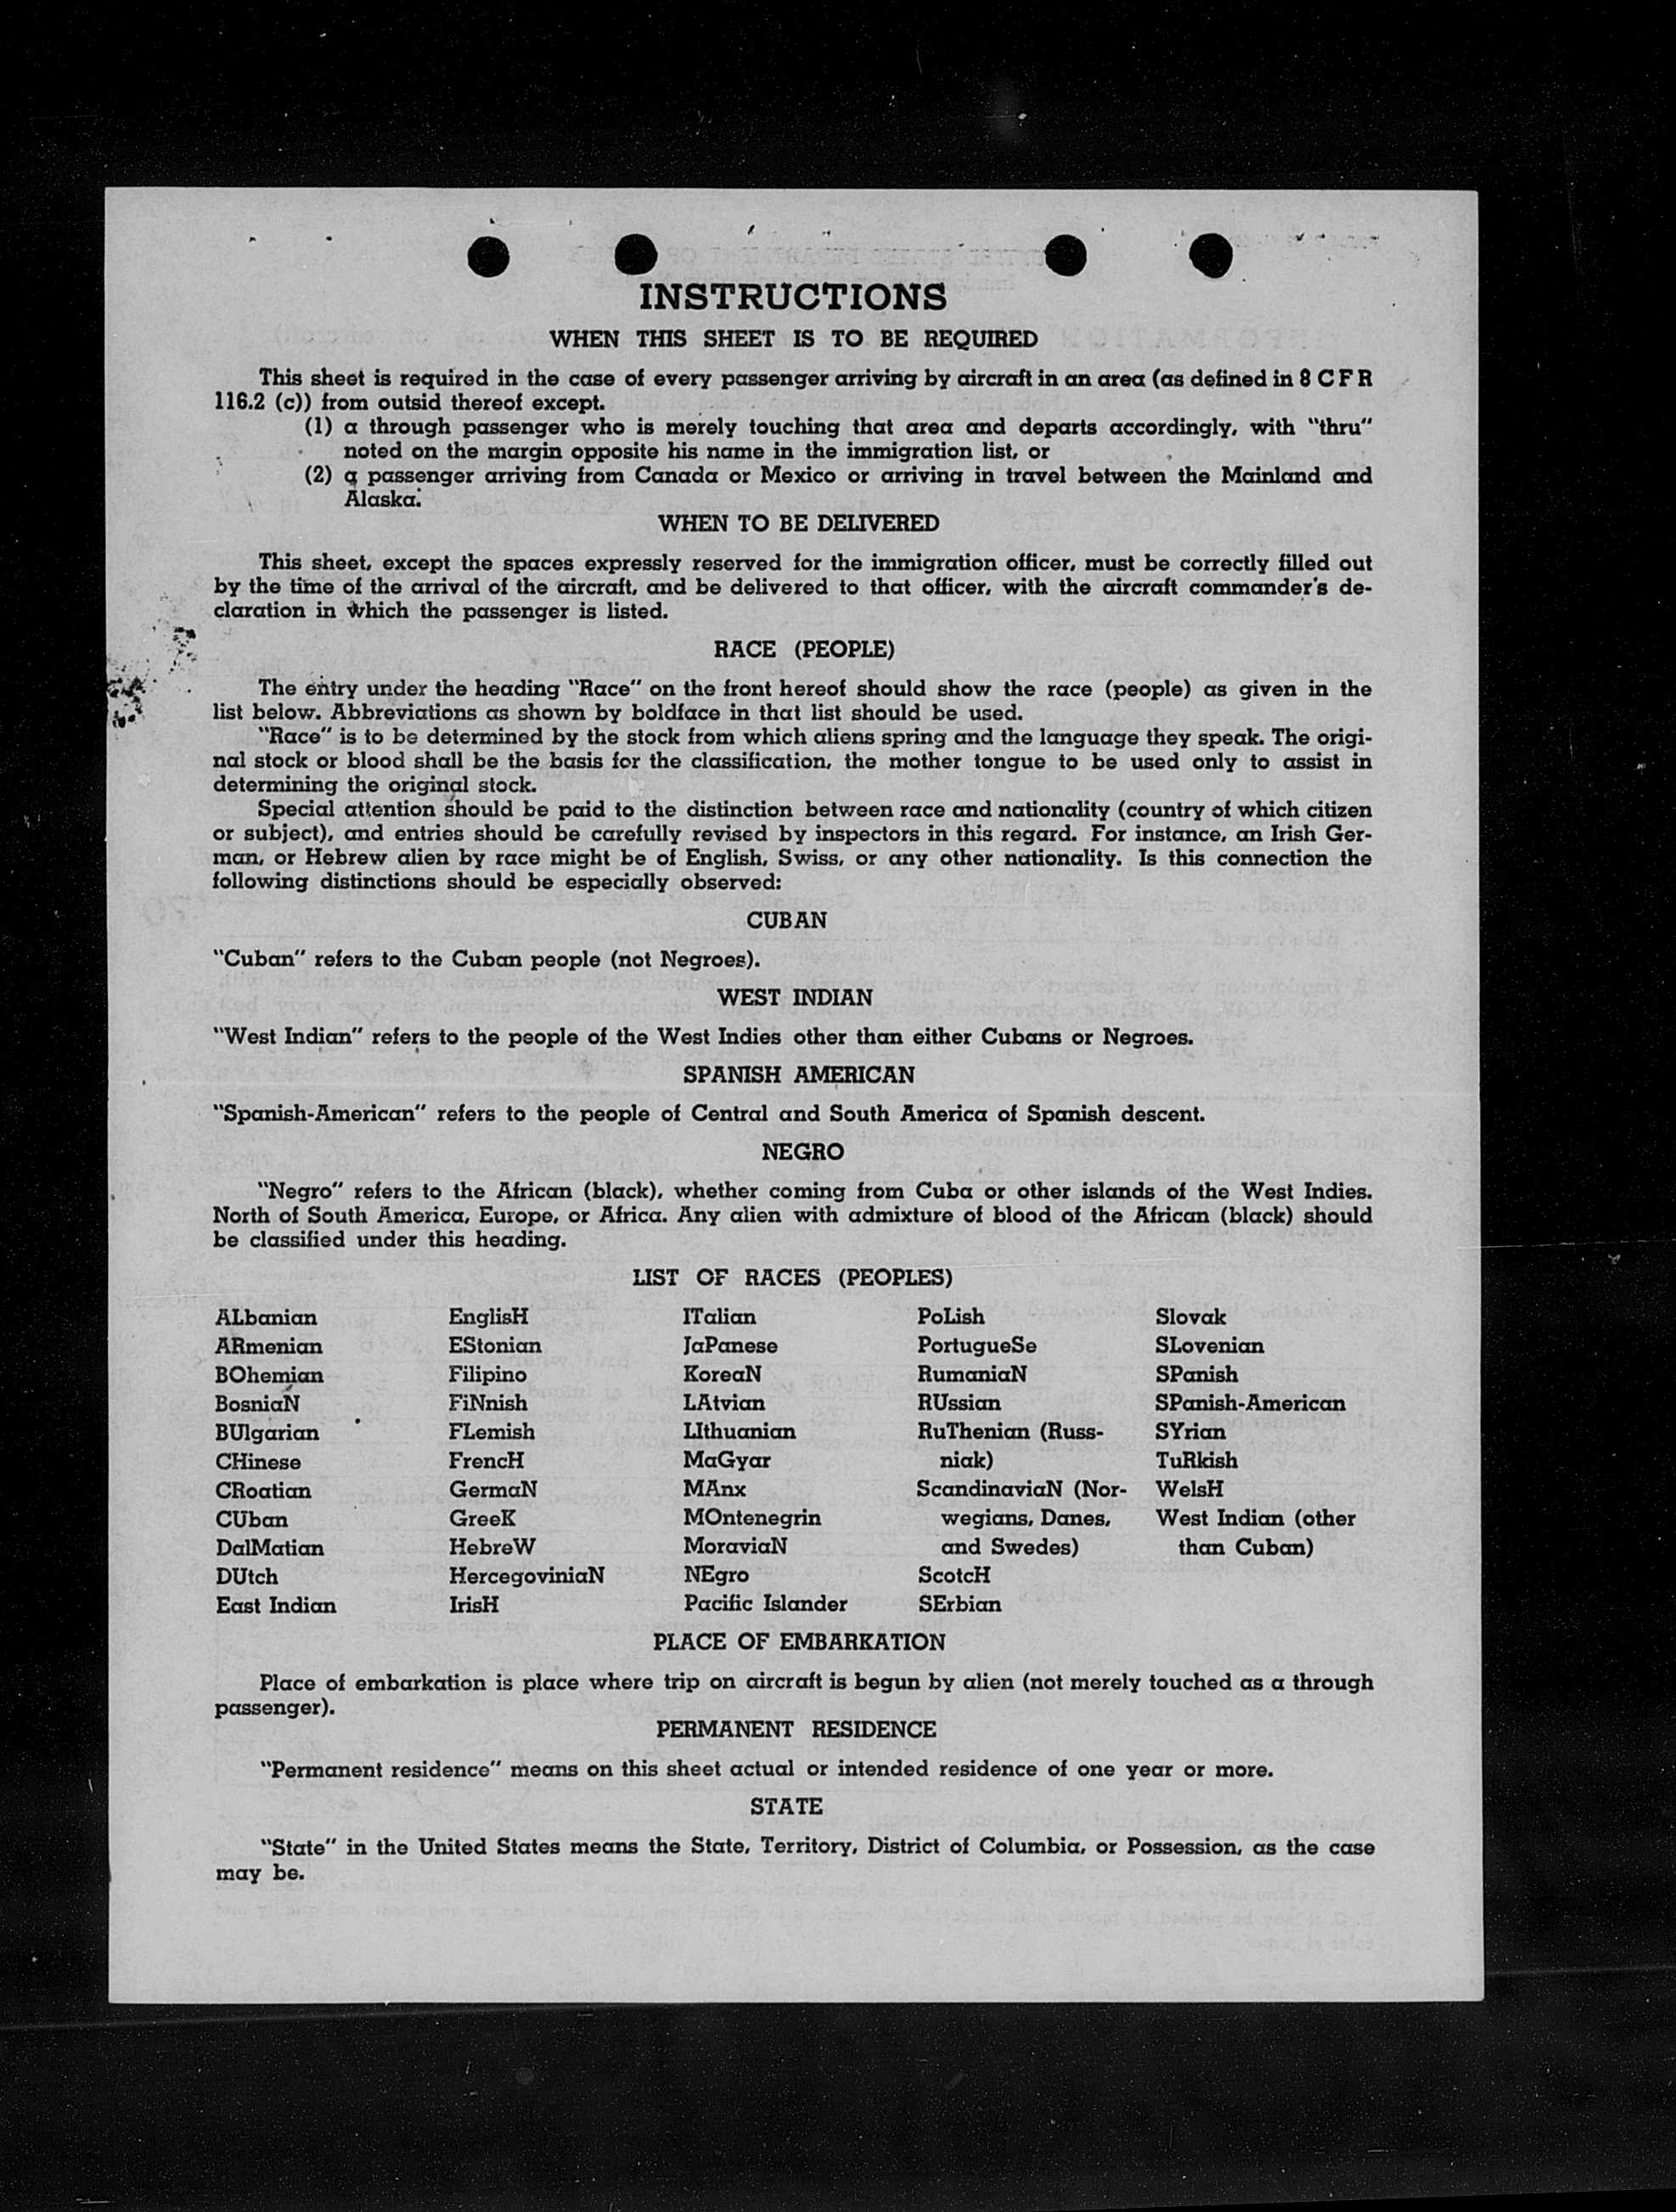 INSTRUCTIONS
WHEN THIS SHEET IS TO BE REQUIRED
This sheet is required in the case of every passenger arriving by aircraft in an area (as defined in 8 C F R
116.2 (c)) from outsid thereof except.
(1) a through passenger who is merely touching that area and departs accordingly, with "thru"
noted on the margin opposite his name in the immigration list, or
(2) a passenger arriving from Canada or Mexico or arriving in travel between the Mainland and
Alaska.
WHEN TO BE DELIVERED
This sheet, except the spaces expressly reserved for the immigration officer, must be correctly filled out
by the time of the arrival of the aircraft, and be delivered to that officer, with the aircraft commander's de-
claration in which the passenger is listed.
RACE (PEOPLE)
The entry under the heading "Race" on the front hereof should show the race (people) as given in the
list below. Abbreviations as shown by boldface in that list should be used.
"Race" is to be determined by the stock from which aliens spring and the language they speak. The origi-
nal stock or blood shall be the basis for the classification, the mother tongue to be used only to assist in
determining the original stock.
Special attention should be paid to the distinction between race and nationality (country of which citizen
or subject), and entries should be carefully revised by inspectors in this regard. For instance, an Irish Ger-
man, or Hebrew alien by race might be of English, Swiss, or any other nationality. Is this connection the
following distinctions should be especially observed:
CUBAN
"Cuban" refers to the Cuban people (not Negroes).
WEST INDIAN
"West Indian" refers to the people of the West Indies other than either Cubans or Negroes.
SPANISH AMERICAN
"Spanish-American" refers to the people of Central and South America of Spanish descent.
NEGRO
"Negro" refers to the African (black), whether coming from Cuba or other islands of the West Indies.
North of South America, Europe, or Africa. Any alien with admixture of blood of the African (black) should
be classified under this heading.
LIST OF RACES (PEOPLES)
ALbanian
ARmenian
BOhemian
BosniaN
BUlgarian
CHinese
CRoatian
CUban
DalMatian
DUtch
East Indian
EnglisH
EStonian
Filipino
FiNnish
FLemish
FrencH
GermaN
GreeK
HebreW
HercegoviniaN
IrisH
ITalian
JaPanese
KoreaN
LAtvian
LIthuanian
MaGyar
MAnx
MOntenegrin
MoraviaN
NEgro
Pacific Islander
PoLish
PortugueSe
RumaniaN
RUssian
RuThenian (Russ-
niak)
ScandinaviaN (Nor-
wegians, Danes,
and Swedes)
ScotcH
SErbian
Slovak
SLovenian
SPanish
SPanish-American
SYrian
TuRkish
WelsH
West Indian (other
than Cuban)
PLACE OF EMBARKATION
Place of embarkation is place where trip on aircraft is begun by alien (not merely touched as a through
passenger).
PERMANENT RESIDENCE
"Permanent residence" means on this sheet actual or intended residence of one year or more.
STATE
"State" in the United States means the State, Territory, District of Columbia, or Possession, as the case
may be.